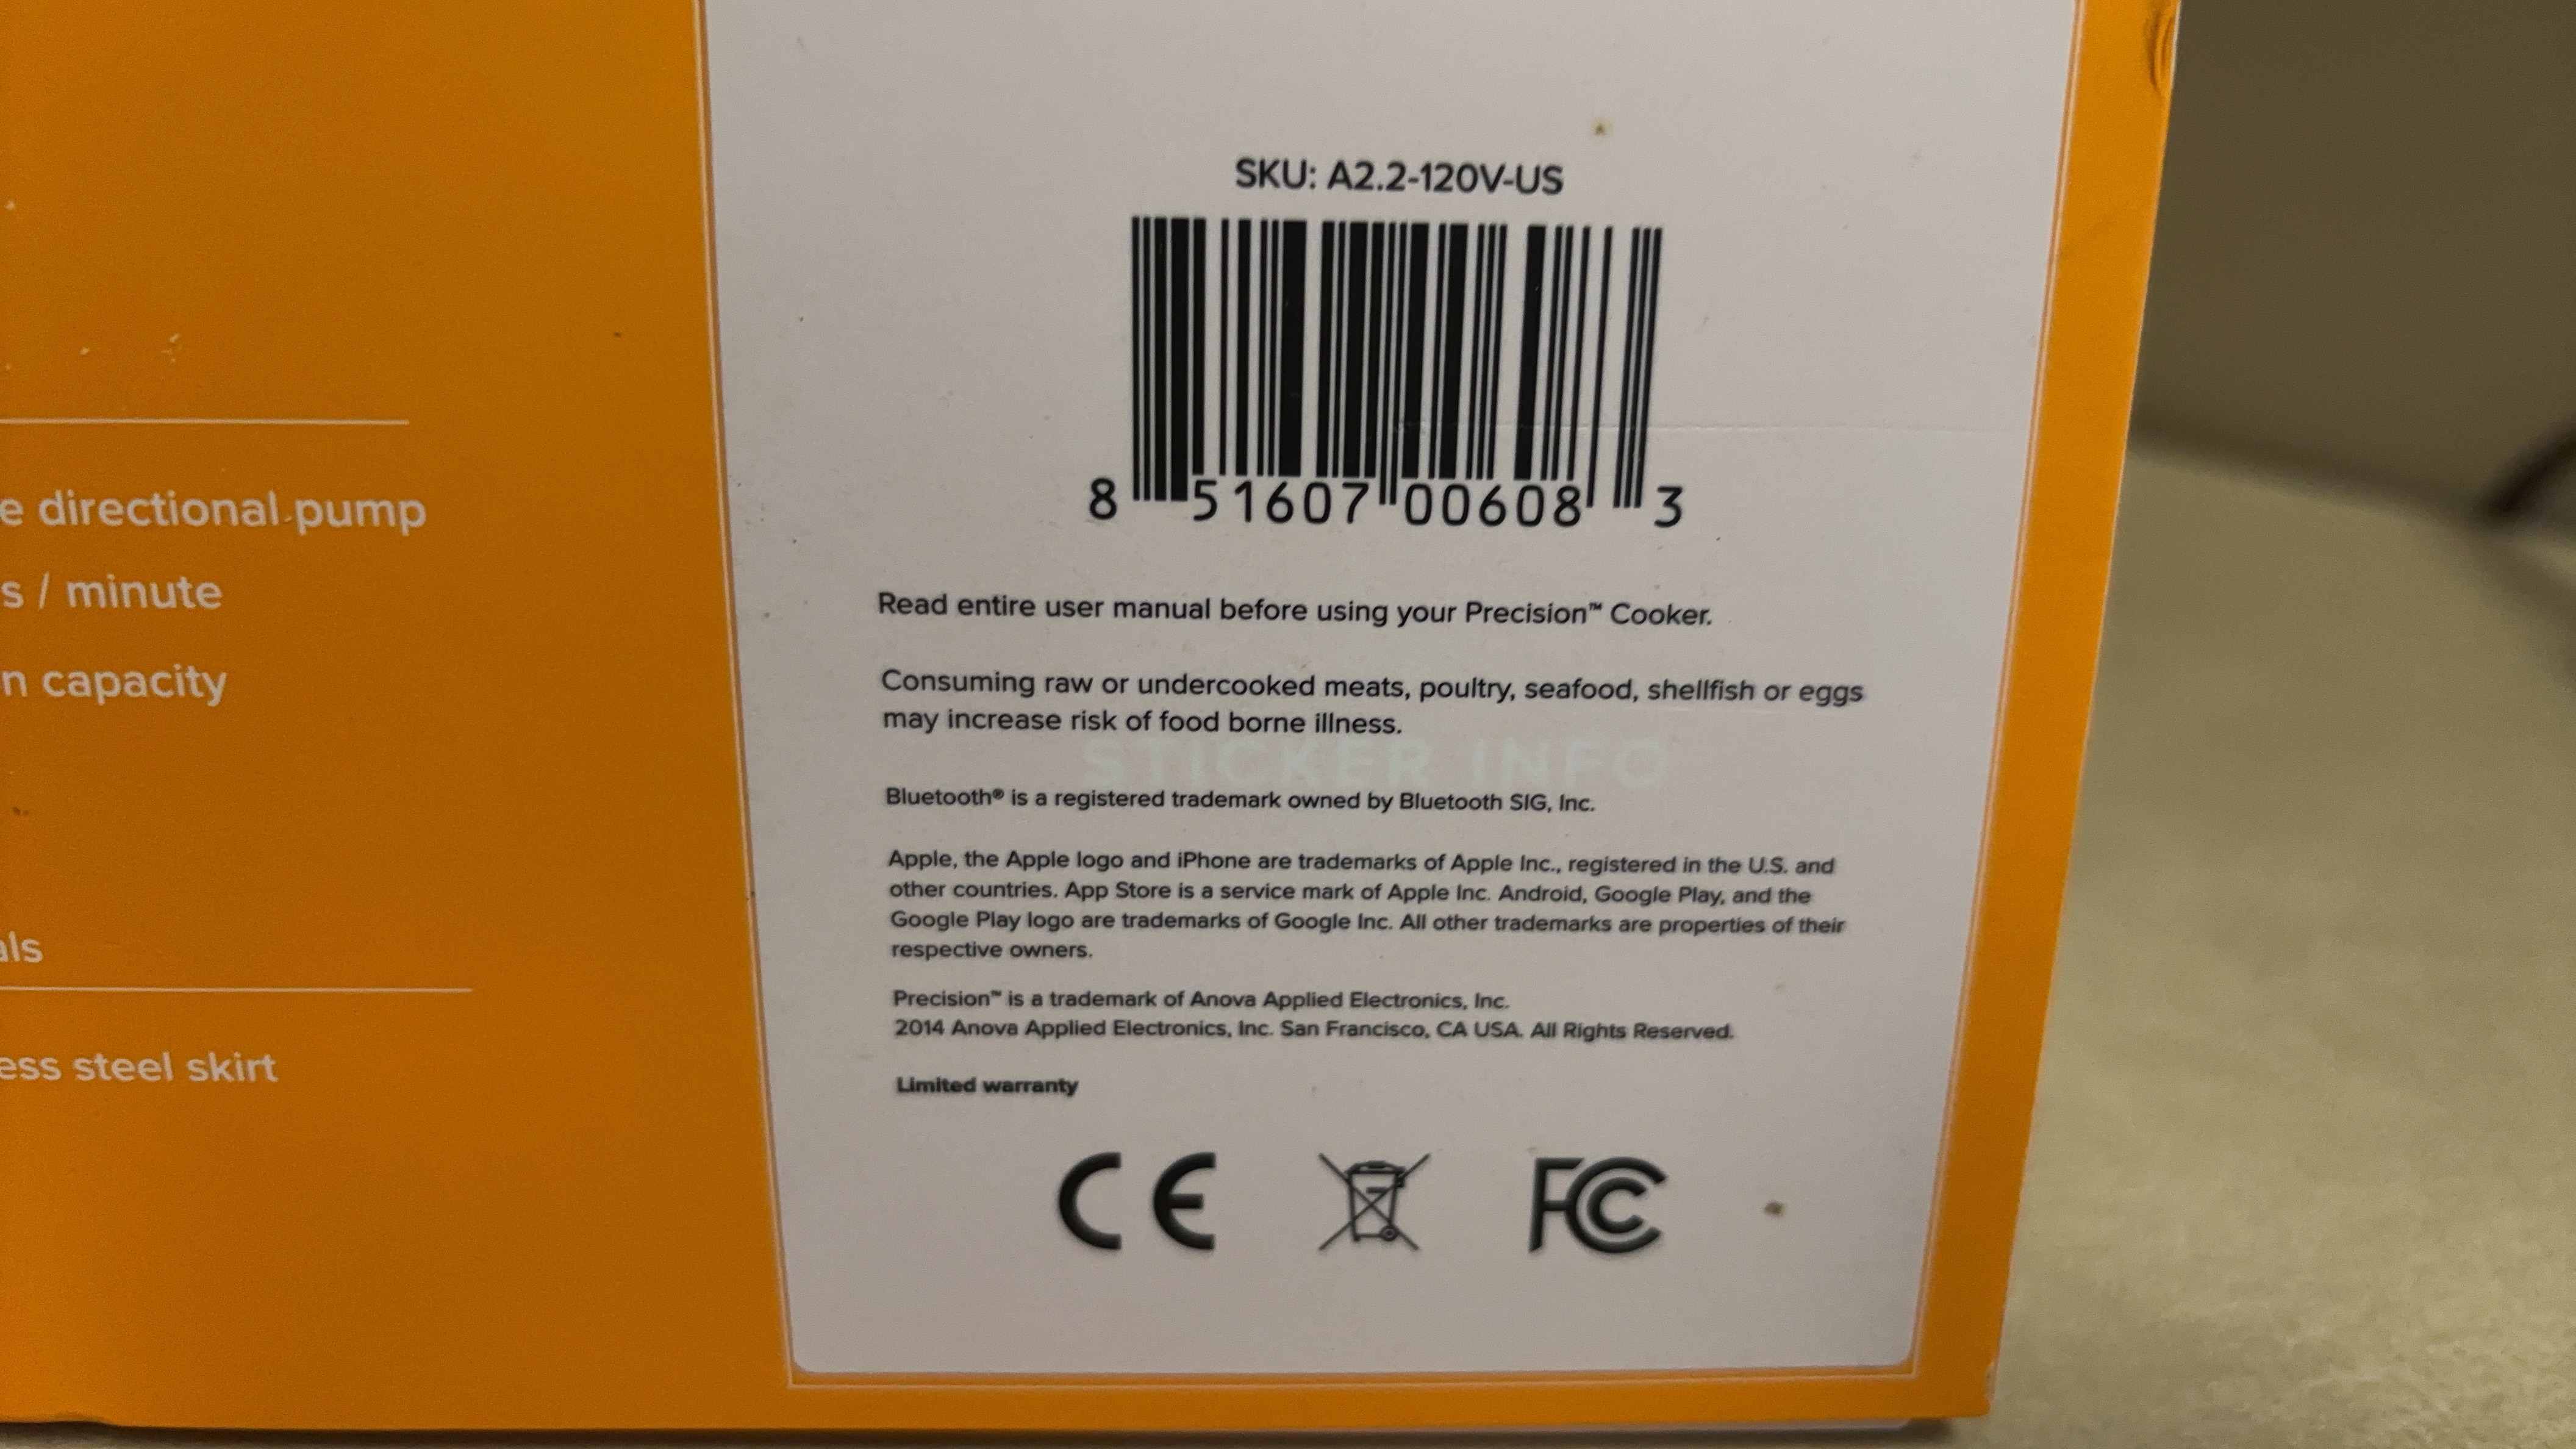 e directional pump
s / minute
n capacity
als
ess steel skirt
SKU: A2.2-120V-US
8 51607 00608 3
Read entire user manual before using your Precision™ Cooker.
Consuming raw or undercooked meats, poultry, seafood, shellfish or eggs
may increase risk of food borne illness.
STICKER INFO
Bluetooth® is a registered trademark owned by Bluetooth SIG, Inc.
Apple, the Apple logo and iPhone are trademarks of Apple Inc., registered in the U.S. and
other countries. App Store is a service mark of Apple Inc. Android, Google Play, and the
Google Play logo are trademarks of Google Inc. All other trademarks are properties of their
respective owners.
Precision™ is a trademark of Anova Applied Electronics, Inc.
2014 Anova Applied Electronics, Inc. San Francisco, CA USA. All Rights Reserved.
Limited warranty
CE FC